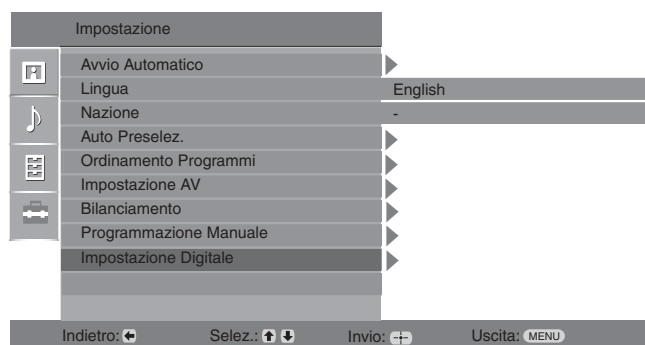 Impostazione
Avvio Automatico
Lingua English
Nazione -
Auto Preselez.
Ordinamento Programmi
Impostazione AV
Bilanciamento
Programmazione Manuale
Impostazione Digitale
Indietro: Selez.: Invio: Uscita: MENU